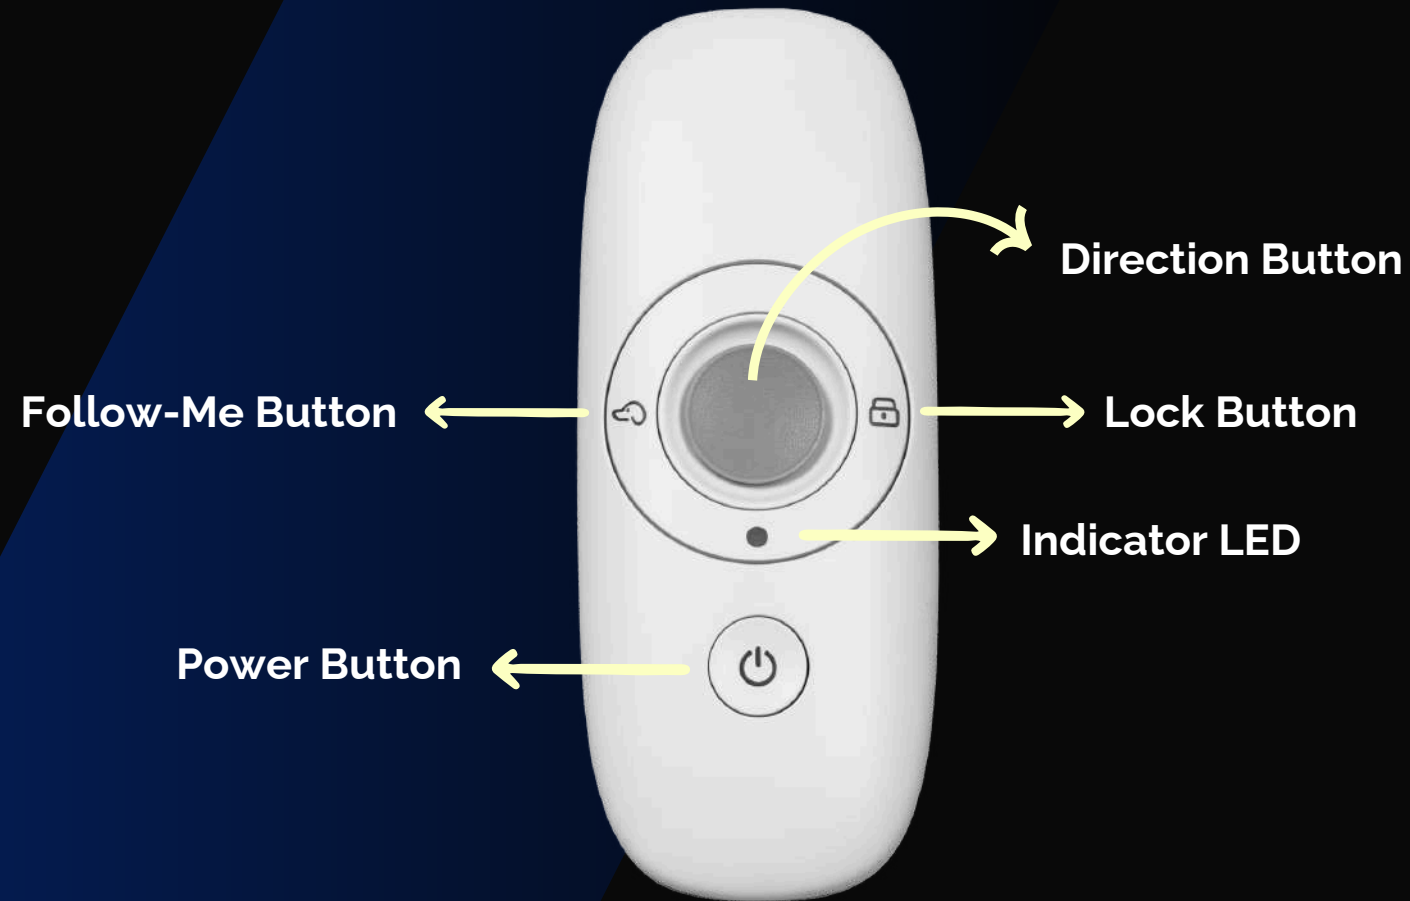 Direction Button
Follow-Me Button
Lock Button
Indicator LED
Power Button